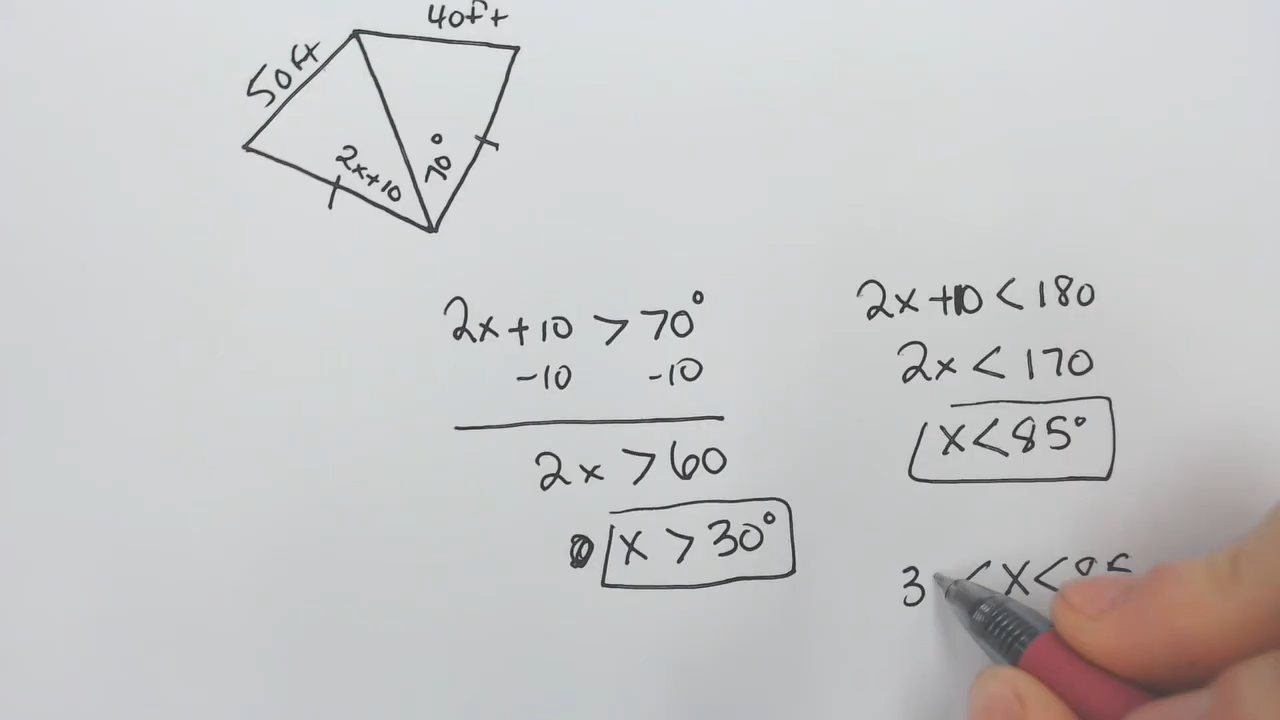 40ft
50ft
2x+10
70°
2x+10 > 70°
-10 -10
2x > 60
x > 30°
2x+10 < 180
2x < 170
x < 85°
3 < x < 85